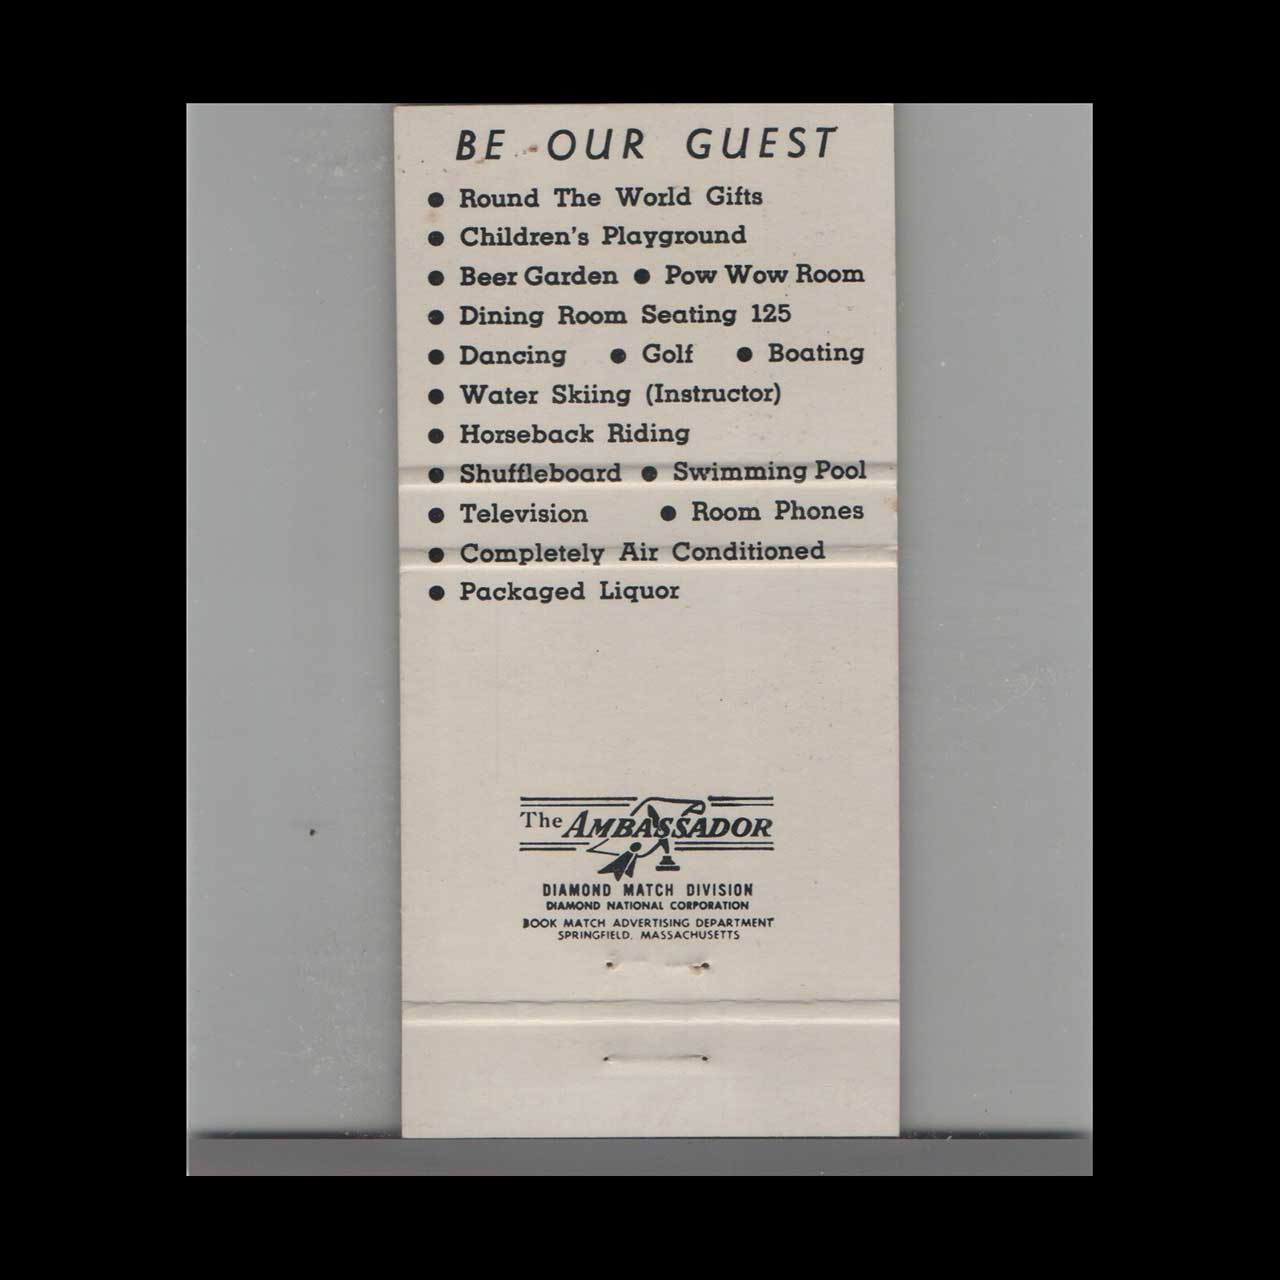 BE OUR GUEST
● Round The World Gifts
● Children's Playground
● Beer Garden ● Pow Wow Room
● Dining Room Seating 125
● Dancing ● Golf ● Boating
● Water Skiing (Instructor)
● Horseback Riding
● Shuffleboard ● Swimming Pool
● Television ● Room Phones
● Completely Air Conditioned
● Packaged Liquor
The AMBASSADOR
DIAMOND MATCH DIVISION
DIAMOND NATIONAL CORPORATION
BOOK MATCH ADVERTISING DEPARTMENT
SPRINGFIELD, MASSACHUSETTS